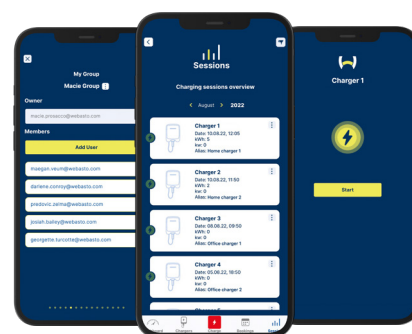 My Group
Macie Group
Owner
macie.prosacco@webasto.com
Members
Add User
maegan.veum@webasto.com
darlene.conroy@webasto.com
predovic.zelma@webasto.com
josiah.bailey@webasto.com
georgette.turcotte@webasto.com
Sessions
Charging sessions overview
< August > 2022
Charger 1
Date: 10.08.22, 12:05
kWh: 5
kw: 0
Alias: Home charger 1
Charger 2
Date: 10.08.22, 11:50
kWh: 2
kw: 0
Alias: Home charger 2
Charger 3
Date: 08.08.22, 09:50
kWh: 0
kw: 0
Alias: Office charger 1
Charger 4
Date: 05.08.22, 18:50
kWh: 0
kw: 0
Alias: Office charger 2
Chargers
Charge
Bookings
Charger 1
Start